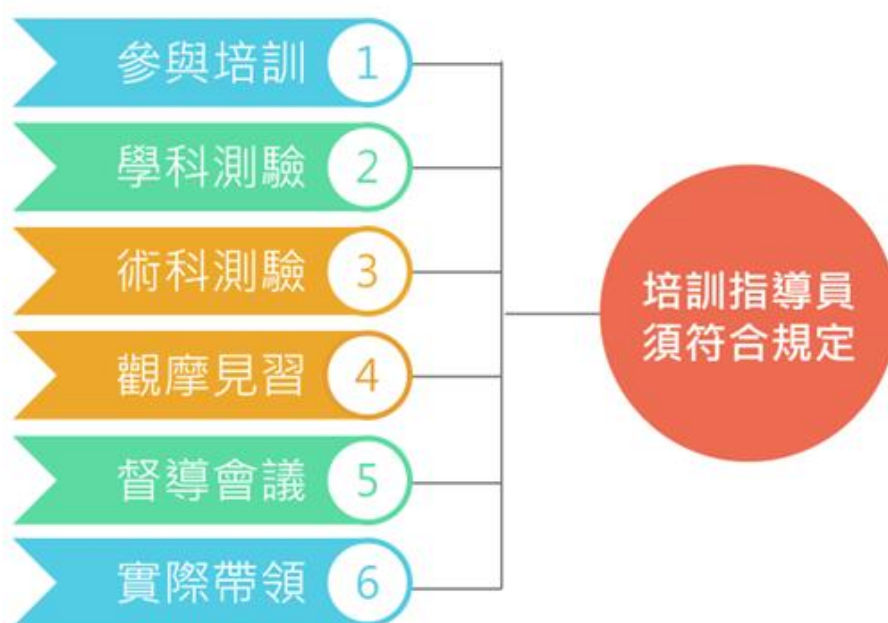 參與培訓 1
學科測驗 2
術科測驗 3
觀摩見習 4
督導會議 5
實際帶領 6
培訓指導員
須符合規定